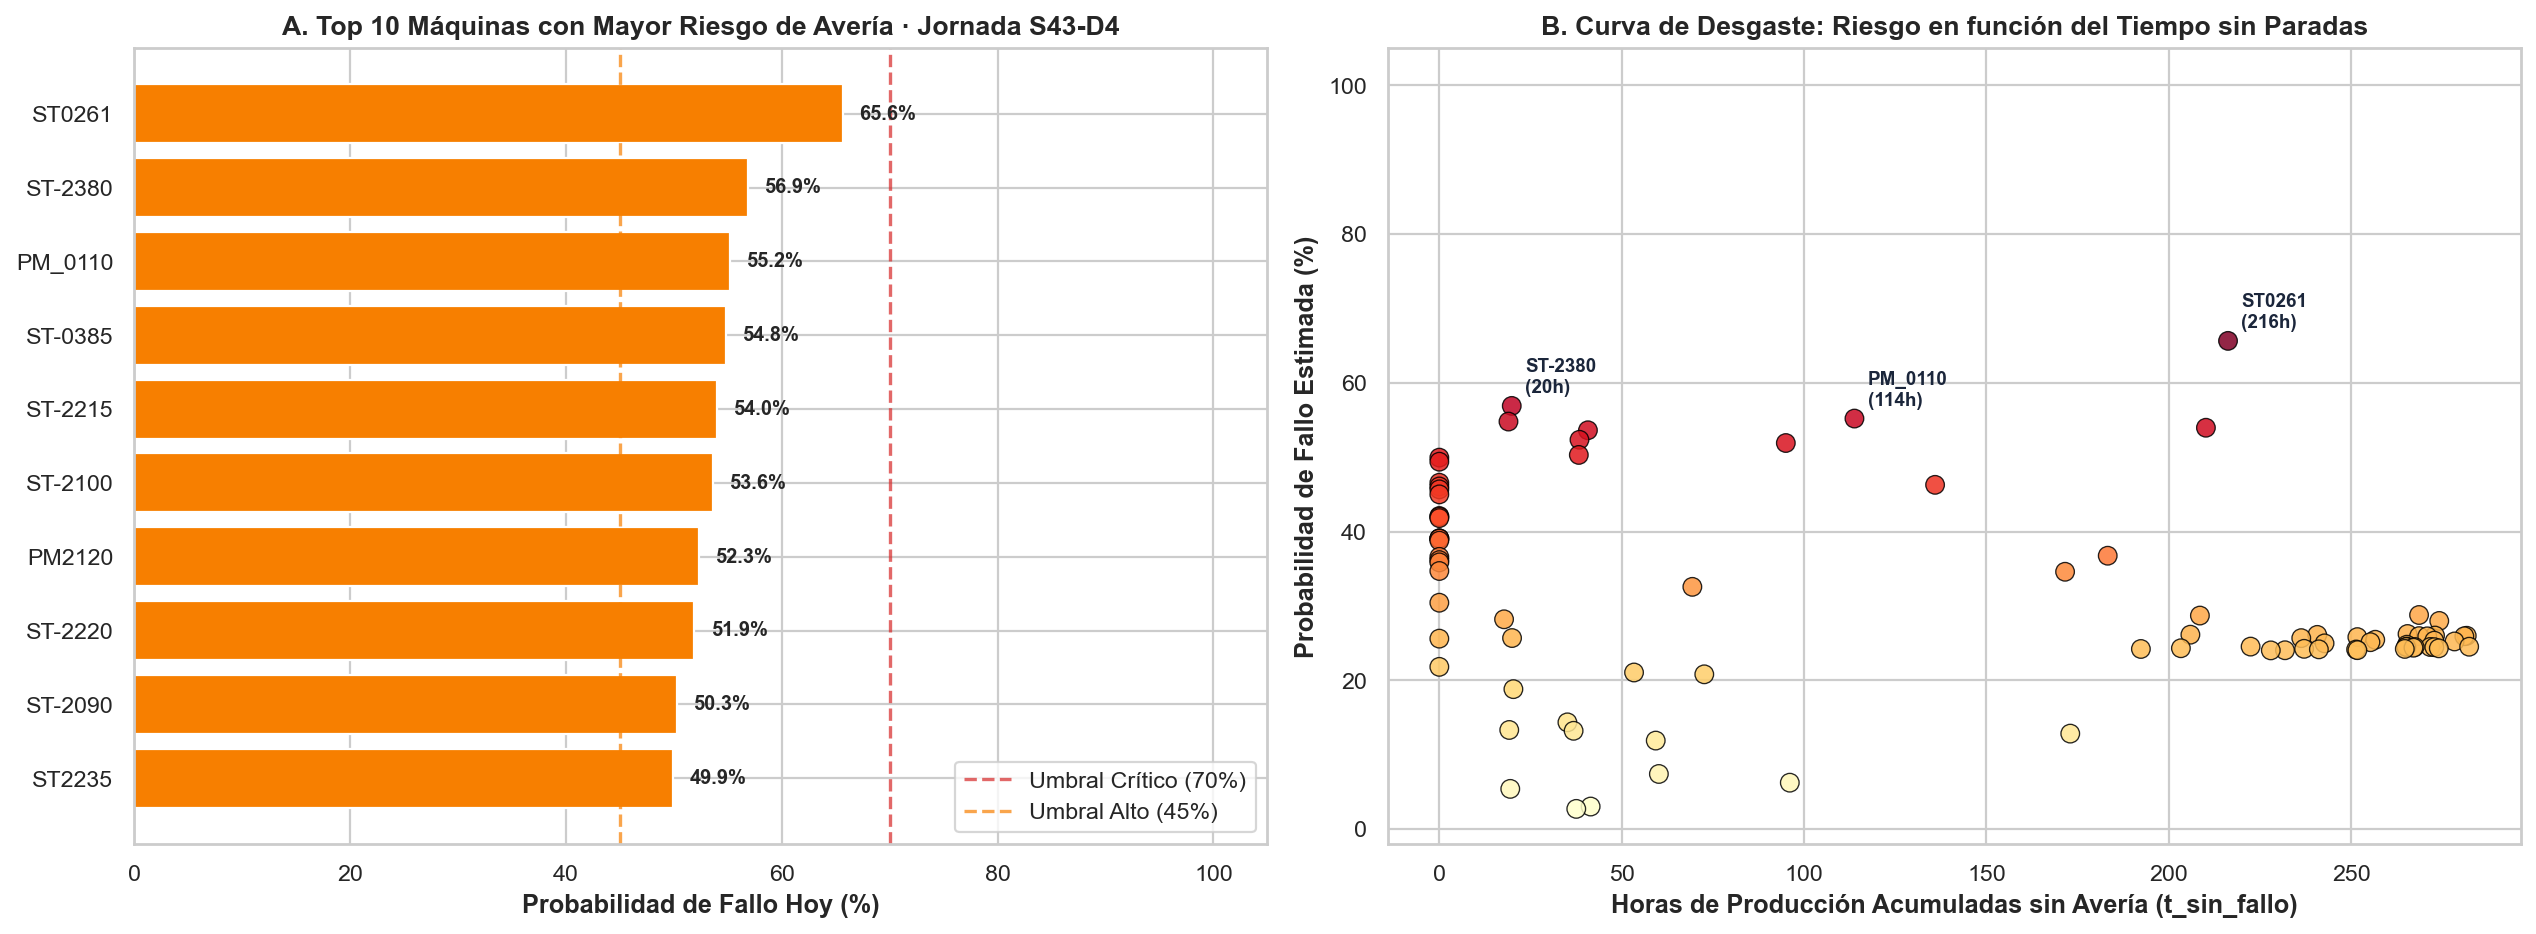 A. Top 10 Máquinas con Mayor Riesgo de Avería · Jornada S43-D4
ST0261
65.6%
ST-2380
56.9%
PM_0110
55.2%
ST-0385
54.8%
ST-2215
54.0%
ST-2100
53.6%
PM2120
52.3%
ST-2220
51.9%
ST-2090
50.3%
ST2235
49.9%
Umbral Crítico (70%)
Umbral Alto (45%)
0 20 40 60 80 100
Probabilidad de Fallo Hoy (%)
B. Curva de Desgaste: Riesgo en función del Tiempo sin Paradas
Probabilidad de Fallo Estimada (%)
100
80
60
40
20
0
ST0261
(216h)
ST-2380
(20h)
PM_0110
(114h)
0 50 100 150 200 250
Horas de Producción Acumuladas sin Avería (t_sin_fallo)